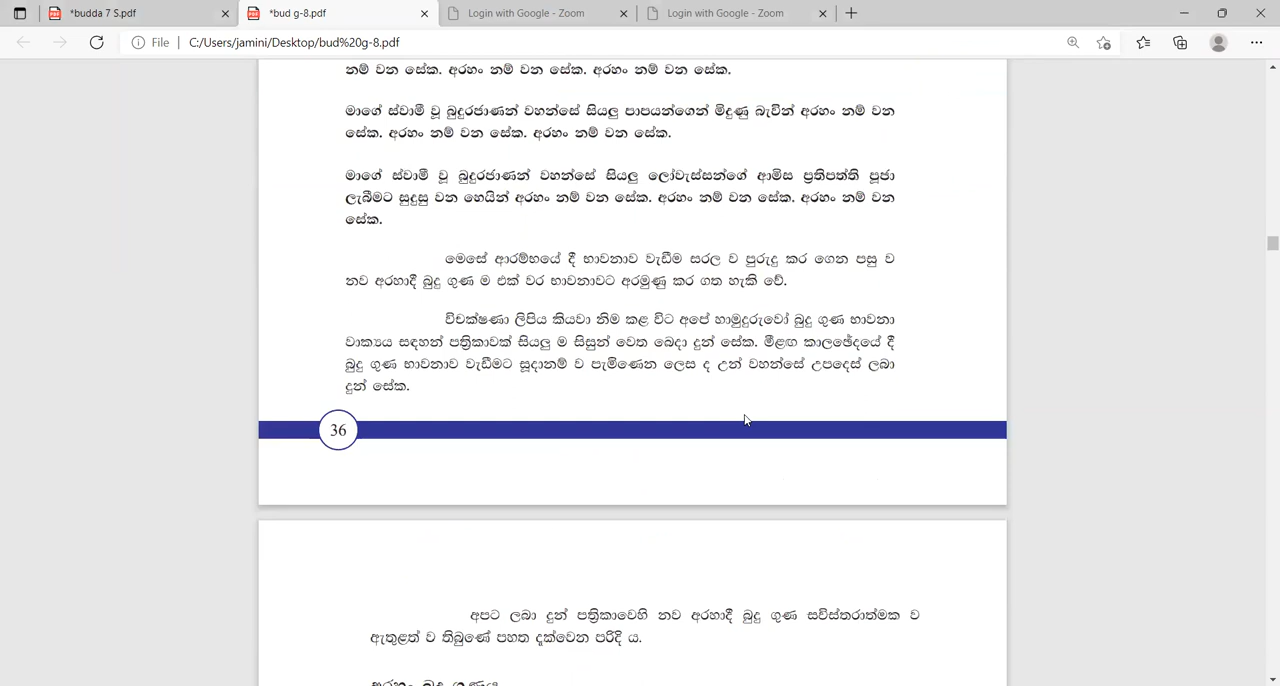 *budda 7 S.pdf
*bud g-8.pdf
Login with Google - Zoom
Login with Google - Zoom
File
C:/Users/jamini/Desktop/bud%20g-8.pdf
නම් වන සේක. අරහං නම් වන සේක. අරහං නම් වන සේක.
මාගේ ස්වාමී වූ බුදුරජාණන් වහන්සේ සියලු පාපයන්ගෙන් මිදුණු බැවින් අරහං නම් වන
සේක. අරහං නම් වන සේක. අරහං නම් වන සේක.
මාගේ ස්වාමී වූ බුදුරජාණන් වහන්සේ සියලු ලෝවැස්සන්ගේ ආමිස ප්‍රතිපත්ති පූජා
ලැබීමට සුදුසු වන හෙයින් අරහං නම් වන සේක. අරහං නම් වන සේක. අරහං නම් වන
සේක.
මෙසේ ආරම්භයේ දී භාවනාව වැඩීම සරල ව පුරුදු කර ගෙන පසු ව
නව අරහාදී බුදු ගුණ ම එක් වර භාවනාවට අරමුණු කර ගත හැකි වේ.
විචක්ෂණා ලිපිය කියවා නිම කළ විට අපේ හාමුදුරුවෝ බුදු ගුණ භාවනා
වාක්‍යය සඳහන් පත්‍රිකාවක් සියලු ම සිසුන් වෙත බෙදා දුන් සේක. මීළඟ කාලඡේදයේ දී
බුදු ගුණ භාවනාව වැඩීමට සූදානම් ව පැමිණෙන ලෙස ද උන් වහන්සේ උපදෙස් ලබා
දුන් සේක.
36
අපට ලබා දුන් පත්‍රිකාවෙහි නව අරහාදී බුදු ගුණ සවිස්තරාත්මක ව
ඇතුළත් ව තිබුණේ පහත දැක්වෙන පරිදි ය.
අරහං බුදු ගුණය